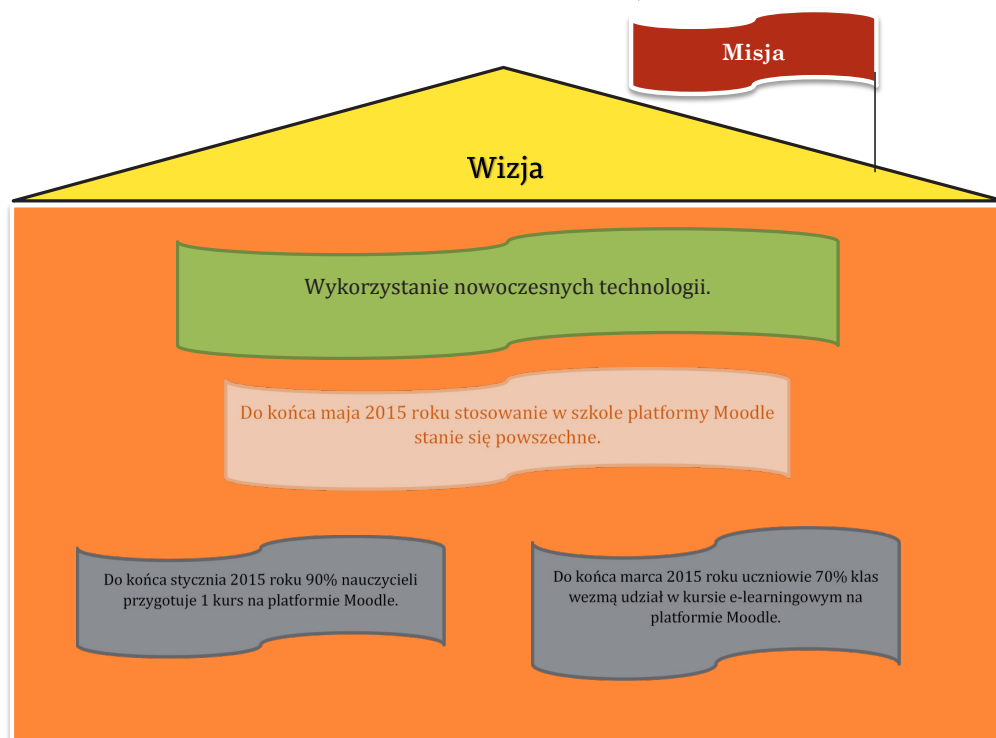 Misja
Wizja
Wykorzystanie nowoczesnych technologii.
Do końca maja 2015 roku stosowanie w szkole platformy Moodle
stanie się powszechne.
Do końca stycznia 2015 roku 90% nauczycieli
przygotuje 1 kurs na platformie Moodle.
Do końca marca 2015 roku uczniowie 70% klas
wezmą udział w kursie e-learningowym na
platformie Moodle.